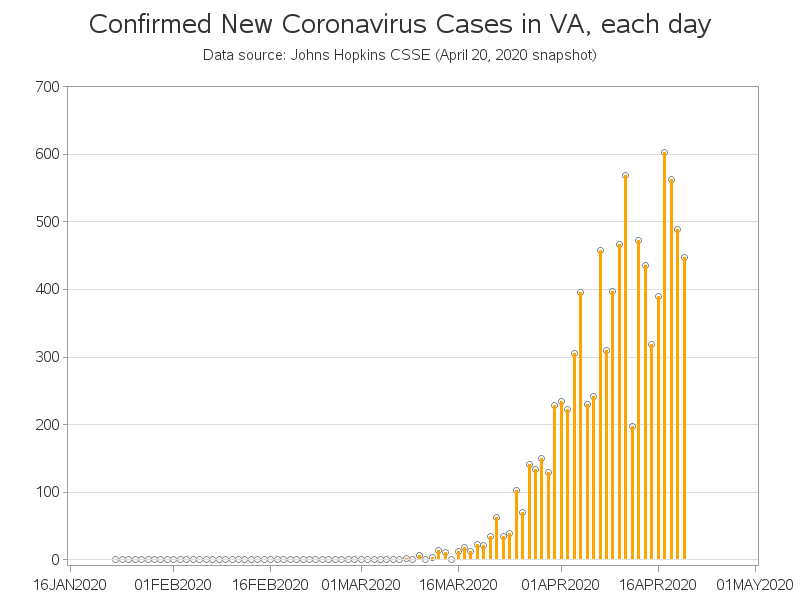 Confirmed New Coronavirus Cases in VA, each day
Data source: Johns Hopkins CSSE (April 20, 2020 snapshot)
700
600
500
400
300
200
100
0
16JAN2020 01FEB2020 16FEB2020 01MAR2020 16MAR2020 01APR2020 16APR2020 01MAY2020